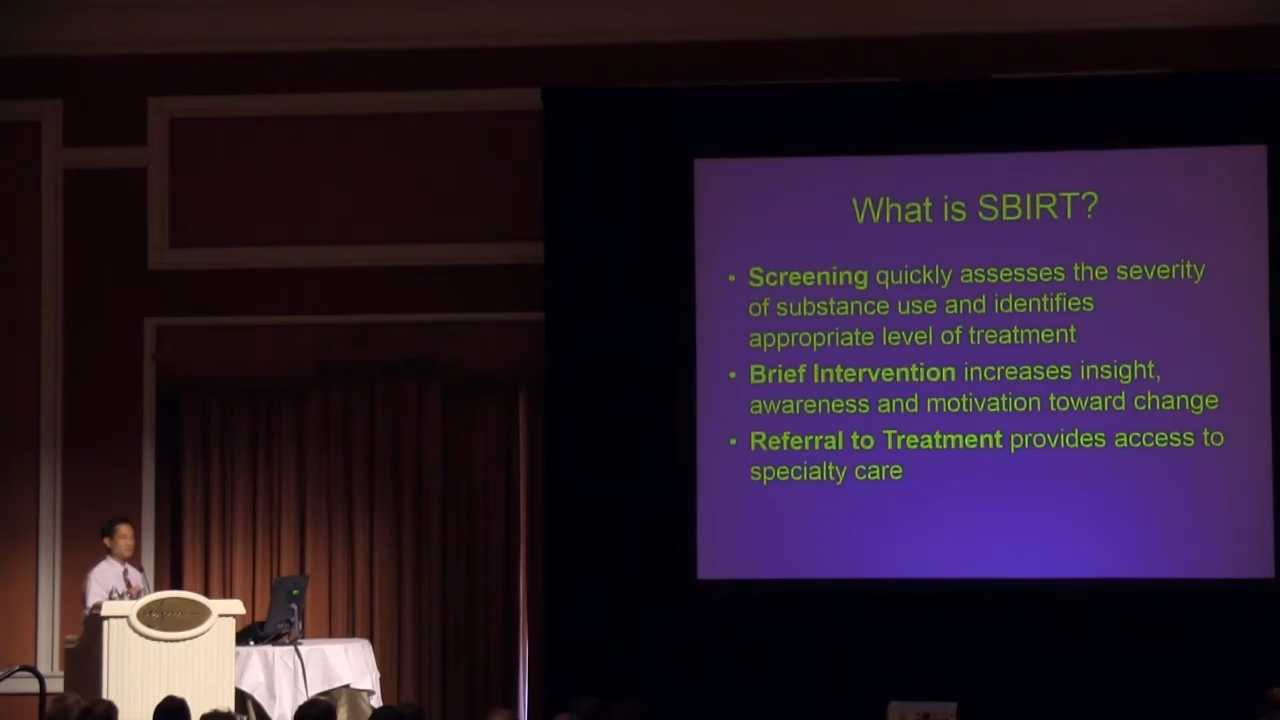 What is SBIRT?
• Screening quickly assesses the severity
of substance use and identifies
appropriate level of treatment
• Brief Intervention increases insight,
awareness and motivation toward change
• Referral to Treatment provides access to
specialty care